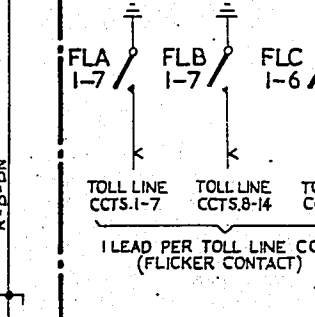 FLA
1-7
FLB
1-7
FLC
1-6
TOLL LINE
CCTS.1-7
TOLL LINE
CCTS.8-14
1 LEAD PER TOLL LINE
(FLICKER CONTACT)